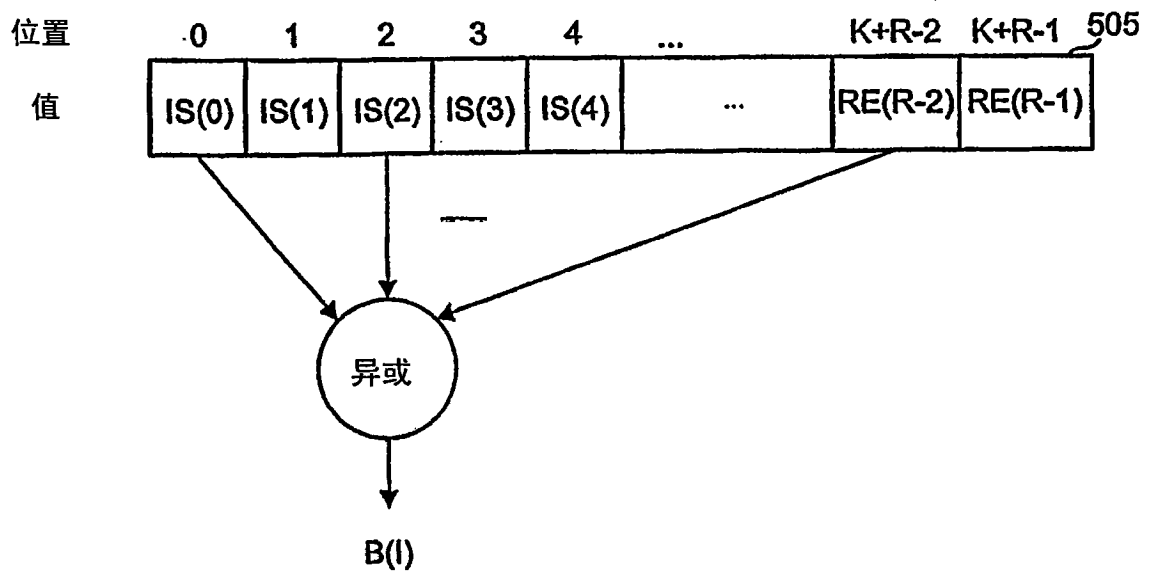 位置 0 1 2 3 4 ... K+R-2 K+R-1 505
值 IS(0) IS(1) IS(2) IS(3) IS(4) ... RE(R-2) RE(R-1)
异或
B(I)